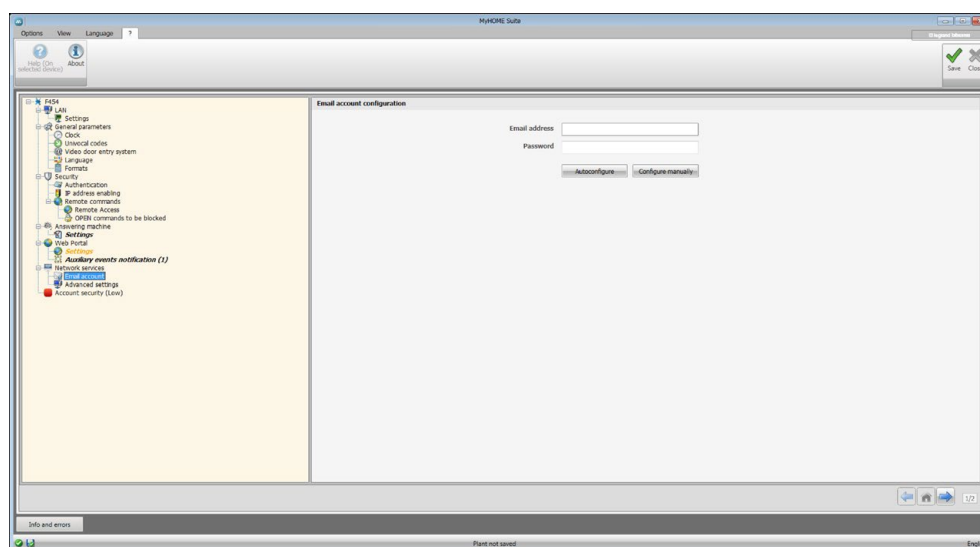 MyHOME Suite
Options View Language ?
Help (On
selected device)
About
Save Clos
F454
LAN
Settings
General parameters
Clock
Univocal codes
Video door entry system
Language
Formats
Security
Authentication
IP address enabling
Remote commands
Remote Access
OPEN commands to be blocked
Answering machine
Settings
Web Portal
Settings
Auxiliary events notification (1)
Network services
Email account
Advanced settings
Account security (Low)
Email account configuration
Email address
Password
Autoconfigure Configure manually
1/2
Info and errors
Plant not saved
Engl